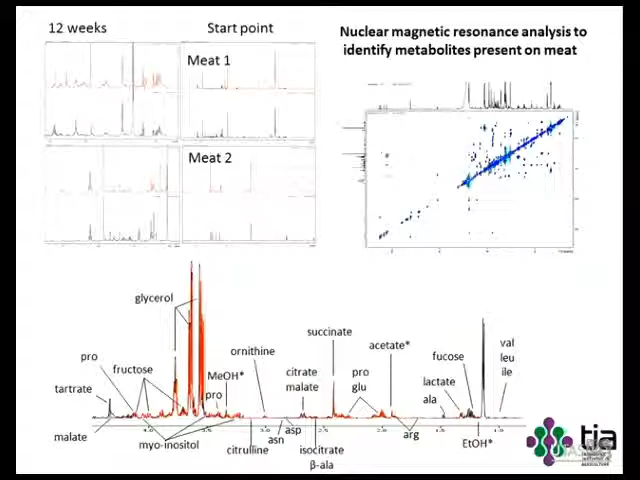 12 weeks
Start point
Nuclear magnetic resonance analysis to
identify metabolites present on meat
Meat 1
Meat 2
glycerol
pro
fructose
MeOH*
pro
ornithine
citrate
malate
succinate
pro
glu
acetate*
fucose
lactate
ala
val
leu
ile
tartrate
malate
myo-inositol
citrulline
asn
asp
isocitrate
β-ala
arg
EtOH*
tia